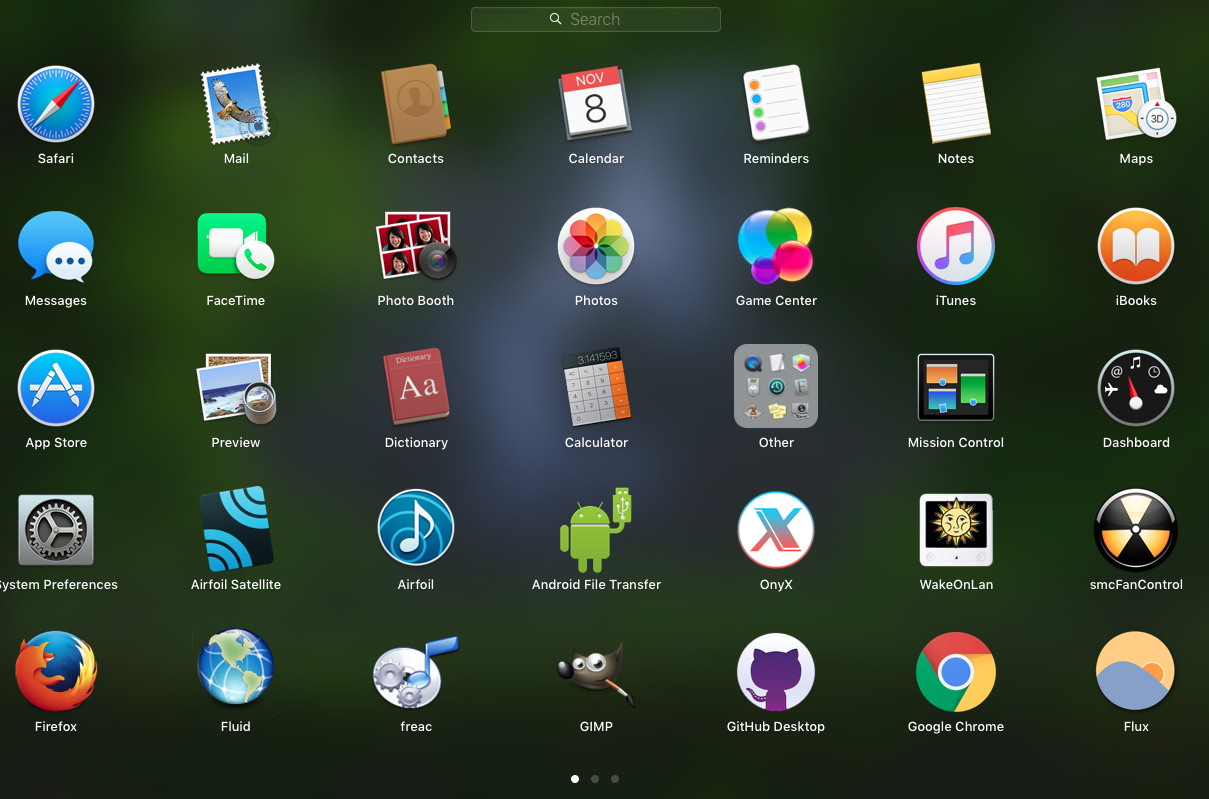 Search
NOV
8
280
3D
Safari
Mail
Contacts
Calendar
Reminders
Notes
Maps
Messages
FaceTime
Photo Booth
Photos
Game Center
iTunes
iBooks
Dictionary
Aa
3.141593
App Store
Preview
Dictionary
Calculator
Other
Mission Control
Dashboard
System Preferences
Airfoil Satellite
Airfoil
Android File Transfer
OnyX
WakeOnLan
smcFanControl
Firefox
Fluid
freac
GIMP
GitHub Desktop
Google Chrome
Flux